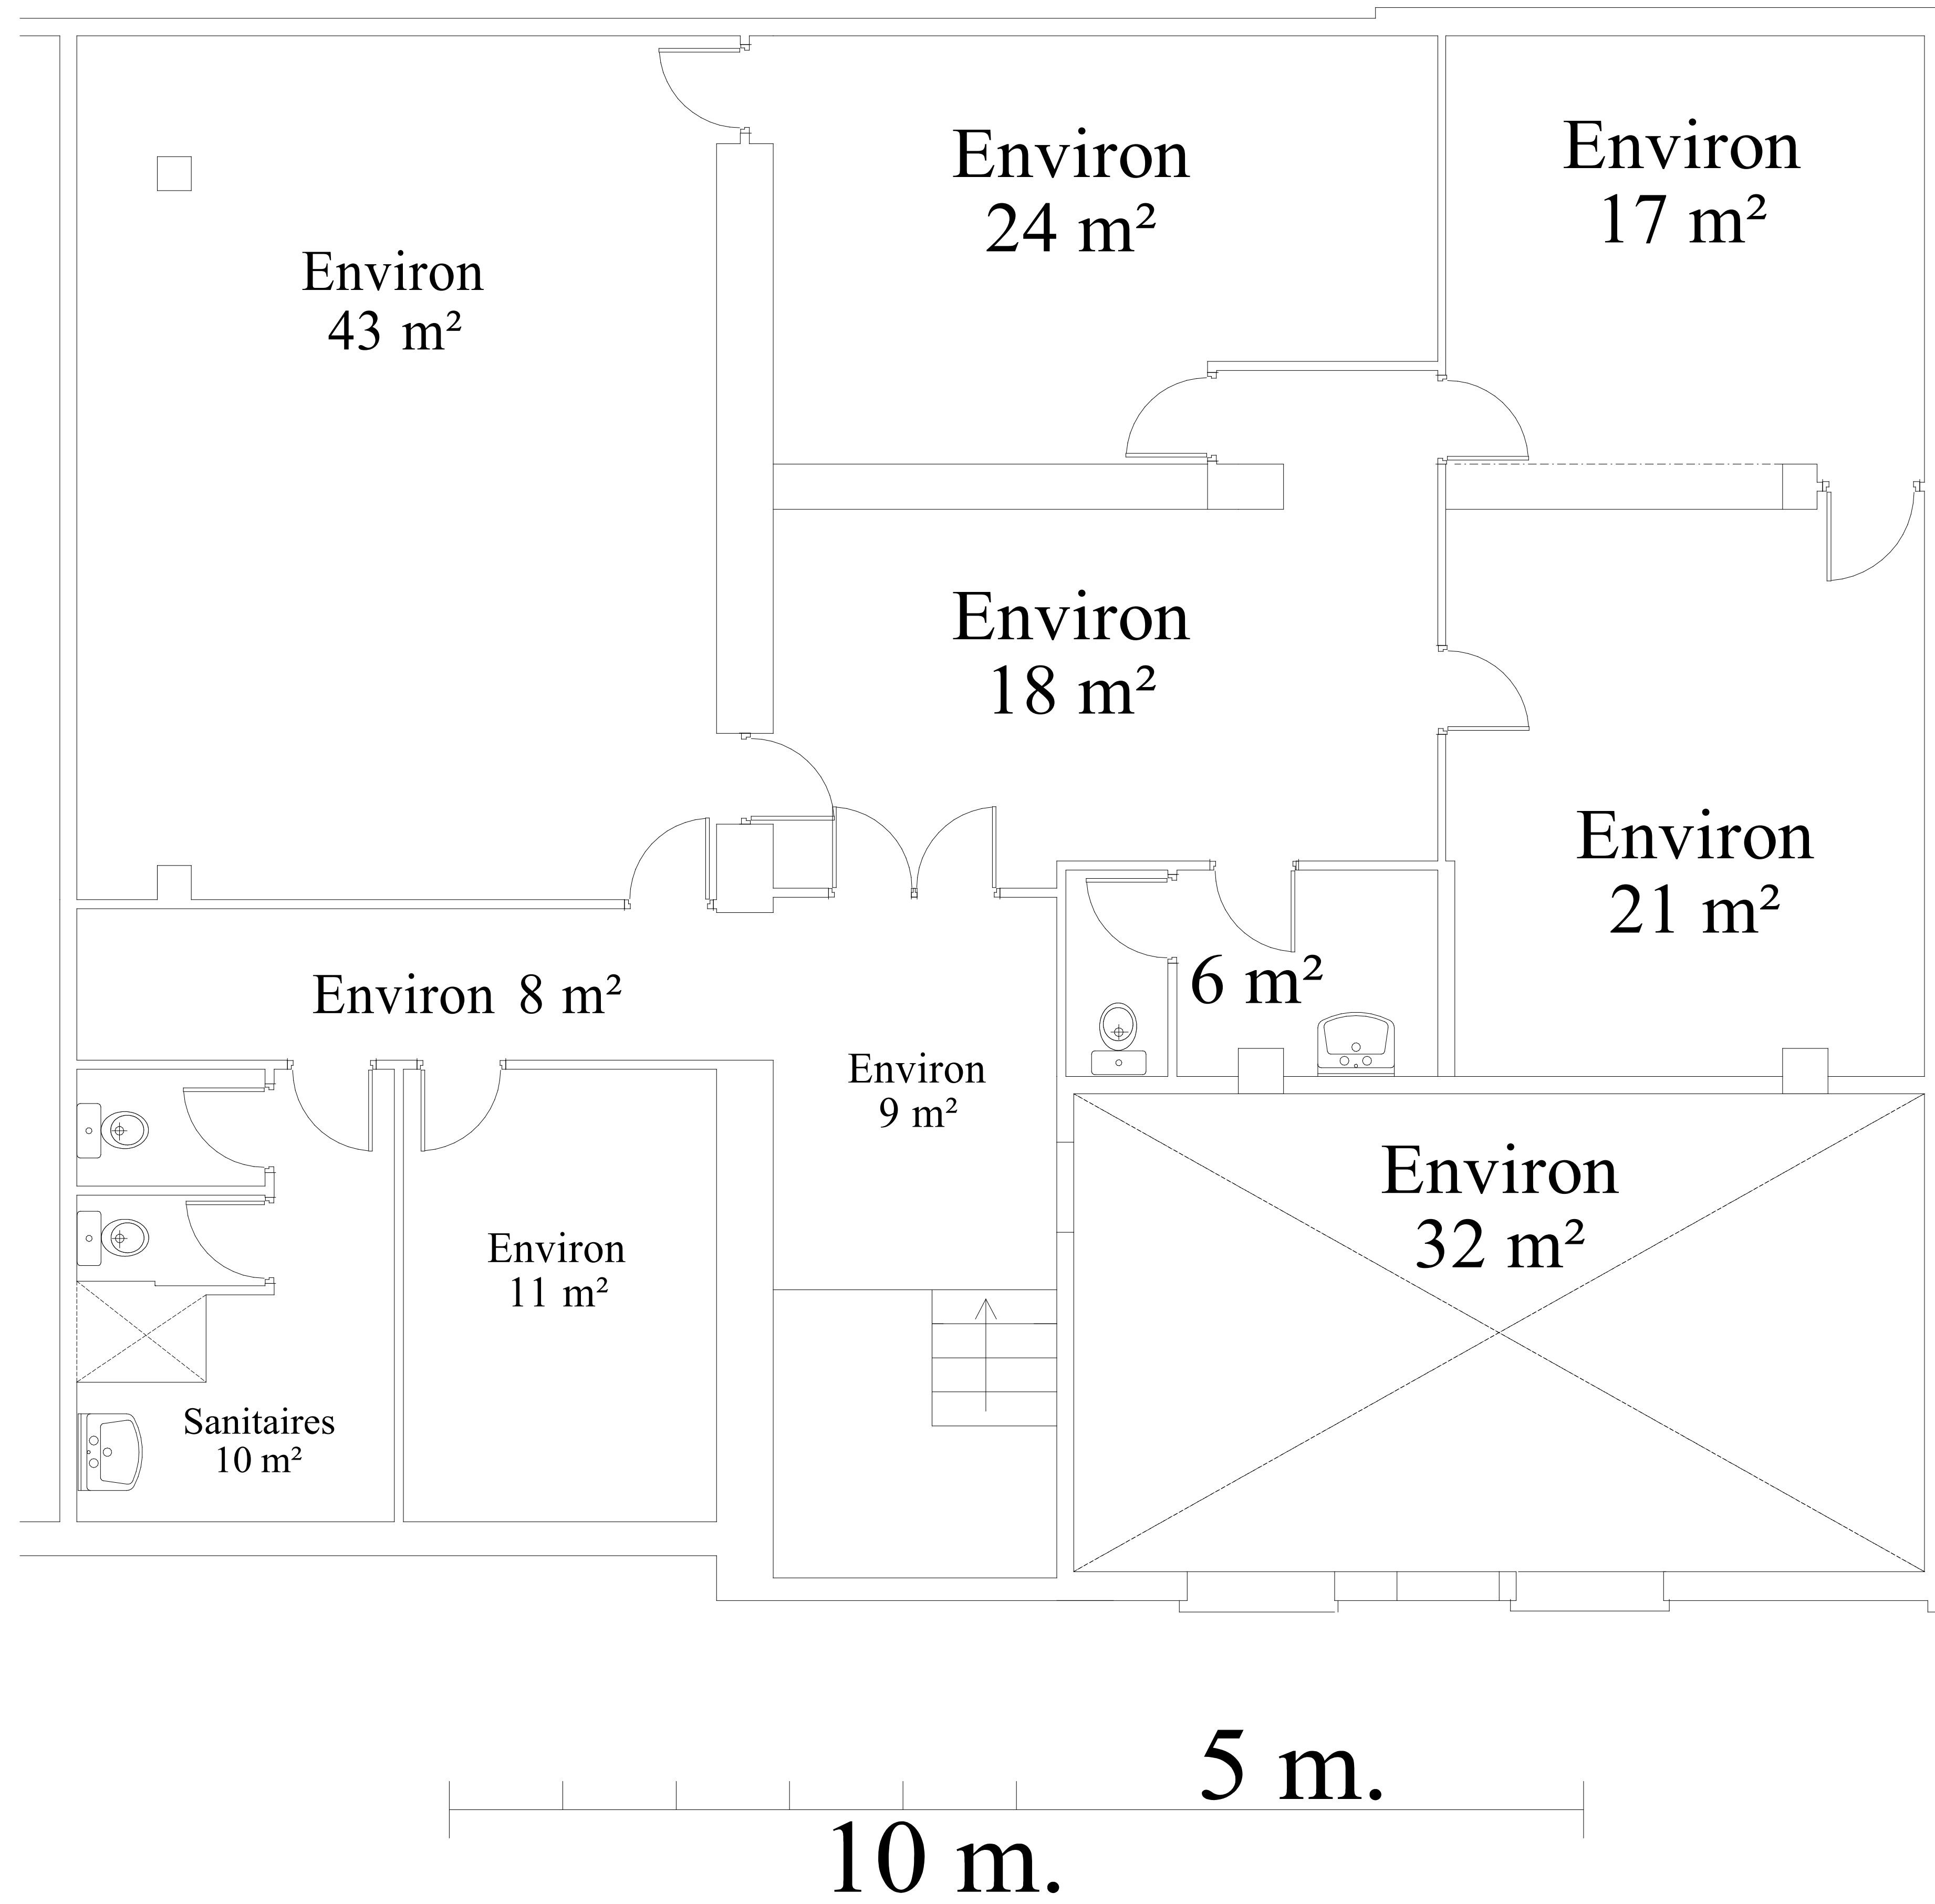 Environ
43 m²
Environ
24 m²
Environ
17 m²
Environ
18 m²
Environ
21 m²
Environ 8 m²
6 m²
Environ
9 m²
Environ
32 m²
Environ
11 m²
Sanitaires
10 m²
5 m.
10 m.